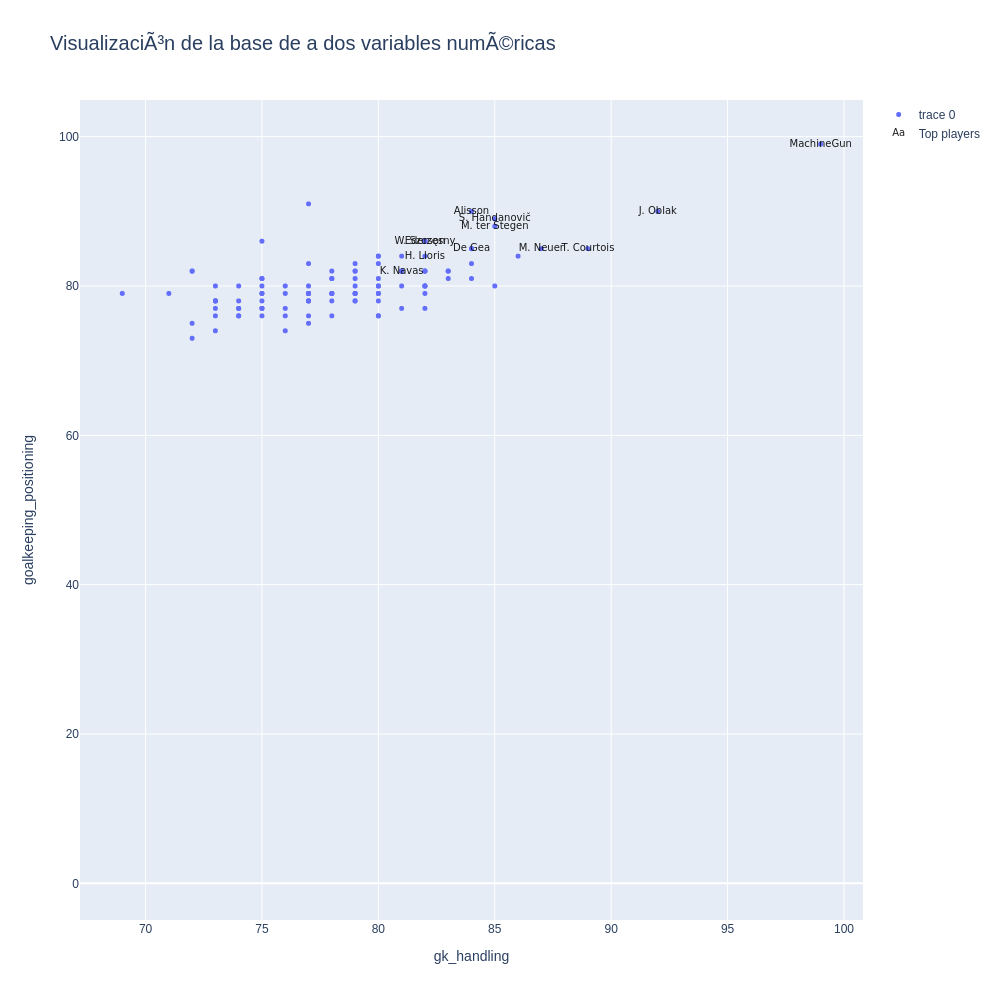 VisualizaciÃ³n de la base de a dos variables numÃ©ricas
trace 0
Aa Top players
100
80
60
40
20
0
goalkeeping_positioning
MachineGun
Alisson
J. Oblak
S. Handanovič
M. ter Stegen
Ederson
De Gea
M. Neuer
T. Courtois
H. Lloris
K. Navas
70 75 80 85 90 95 100
gk_handling